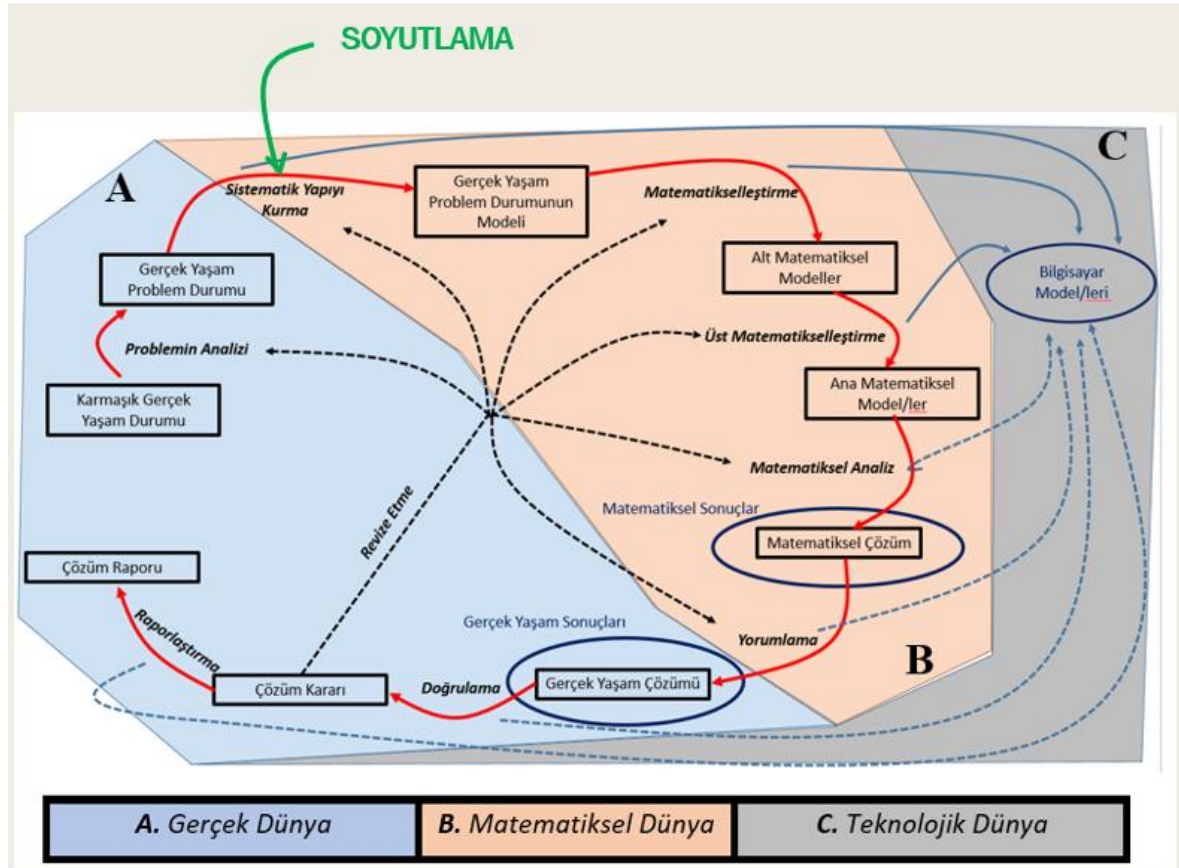 SOYUTLAMA
A
C
Sistematik Yapıyı
Kurma
Gerçek Yaşam
Problem Durumunun
Modeli
Matematikselleştirme
Gerçek Yaşam
Problem Durumu
Alt Matematiksel
Modeller
Bilgisayar
Model/leri
Problemin Analizi
Üst Matematikselleştirme
Karmaşık Gerçek
Yaşam Durumu
Ana Matematiksel
Model/ler
Matematiksel Analiz
Revize Etme
Matematiksel Sonuçlar
Matematiksel Çözüm
Çözüm Raporu
Raporlaştırma
Gerçek Yaşam Sonuçları
Yorumlama
B
Çözüm Kararı
Doğrulama
Gerçek Yaşam Çözümü
A. Gerçek Dünya
B. Matematiksel Dünya
C. Teknolojik Dünya